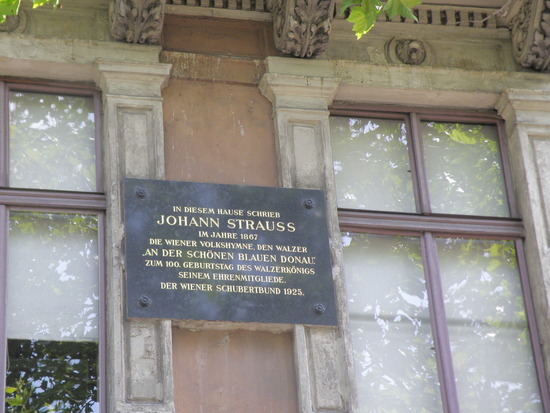 IN DIESEM HAUSE SCHRIEB
JOHANN STRAUSS
IM JAHRE 1867
DIE WIENER VOLKSHYMNE, DEN WALZER
„AN DER SCHÖNEN BLAUEN DONAU“.
ZUM 100. GEBURTSTAG DES WALZERKÖNIGS
SEINEM EHRENMITGLIEDE.
DER WIENER SCHUBERTBUND 1925.